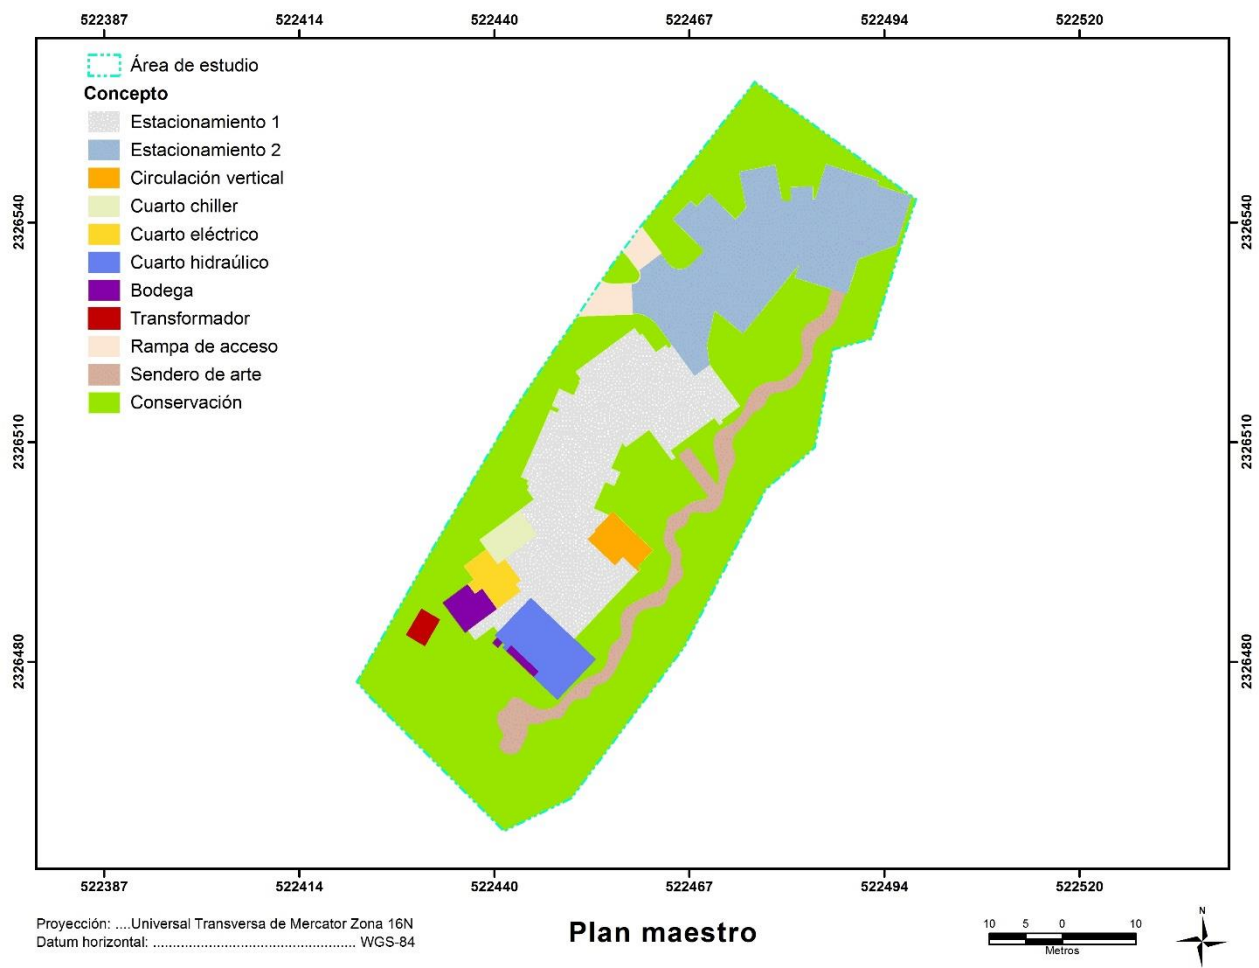 522387 522414 522440 522467 522494 522520
Área de estudio
Concepto
Estacionamiento 1
Estacionamiento 2
Circulación vertical
Cuarto chiller
Cuarto eléctrico
Cuarto hidraúlico
Bodega
Transformador
Rampa de acceso
Sendero de arte
Conservación
2326540 2326540
2326510 2326510
2326480 2326480
522387 522414 522440 522467 522494 522520
Proyección: ....Universal Transversa de Mercator Zona 16N
Datum horizontal: ............................................ WGS-84
Plan maestro
10 5 0 10
Metros
N